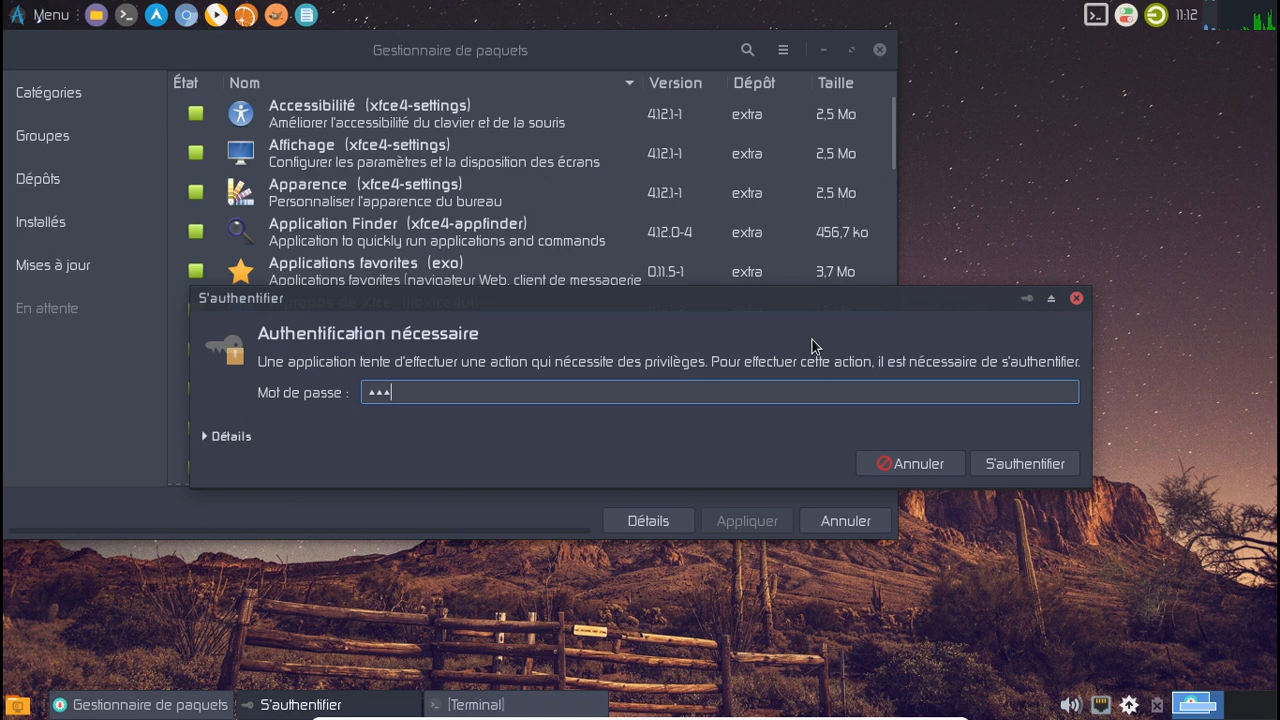 Menu
11:12
Gestionnaire de paquets
État Nom Version Dépôt Taille
Catégories
Groupes
Dépôts
Installés
Mises à jour
En attente
Accessibilité (xfce4-settings)
Améliorer l'accessibilité du clavier et de la souris
4.12.1-1 extra 2,5 Mo
Affichage (xfce4-settings)
Configurer les paramètres et la disposition des écrans
4.12.1-1 extra 2,5 Mo
Apparence (xfce4-settings)
Personnaliser l'apparence du bureau
4.12.1-1 extra 2,5 Mo
Application Finder (xfce4-appfinder)
Application to quickly run applications and commands
4.12.0-4 extra 456,7 ko
Applications favorites (exo)
Applications favorites (navigateur Web, client de messagerie
0.11.5-1 extra 3,7 Mo
S'authentifier
Authentification nécessaire
Une application tente d'effectuer une action qui nécessite des privilèges. Pour effectuer cette action, il est nécessaire de s'authentifier.
Mot de passe :
Détails
Annuler S'authentifier
Détails Appliquer Annuler
Gestionnaire de paquets S'authentifier [Terminal]